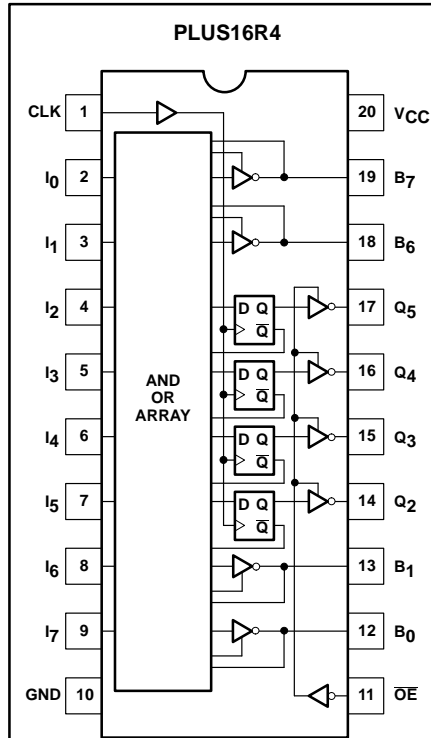 PLUS16R4
CLK 1 20 VCC
I0 2 19 B7
I1 3 18 B6
I2 4 D Q 17 Q5
Q̅
I3 5 D Q 16 Q4
Q̅
AND
OR
ARRAY
I4 6 D Q 15 Q3
Q̅
I5 7 D Q 14 Q2
Q̅
I6 8 13 B1
I7 9 12 B0
GND 10 11 O̅E̅